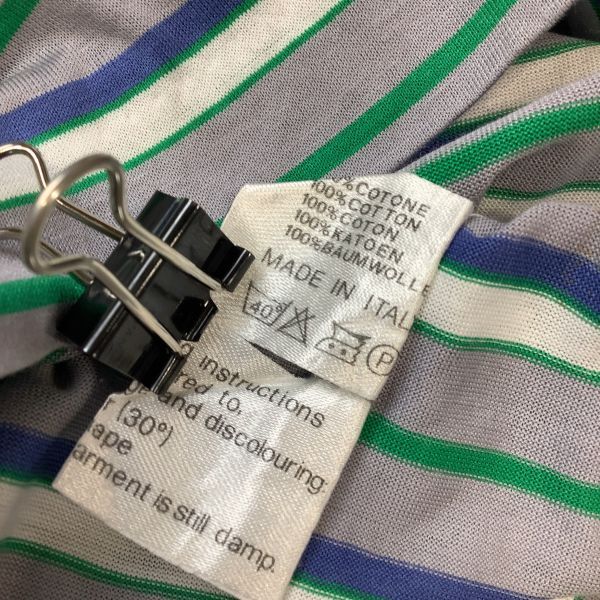 % COTONE
100% COTTON
100% COTON
100% KATOEN
100% BAUMWOLLE
MADE IN ITAL
40° P
instructions
red to.
and discolouring:
(30°)
ape
arment is still damp.